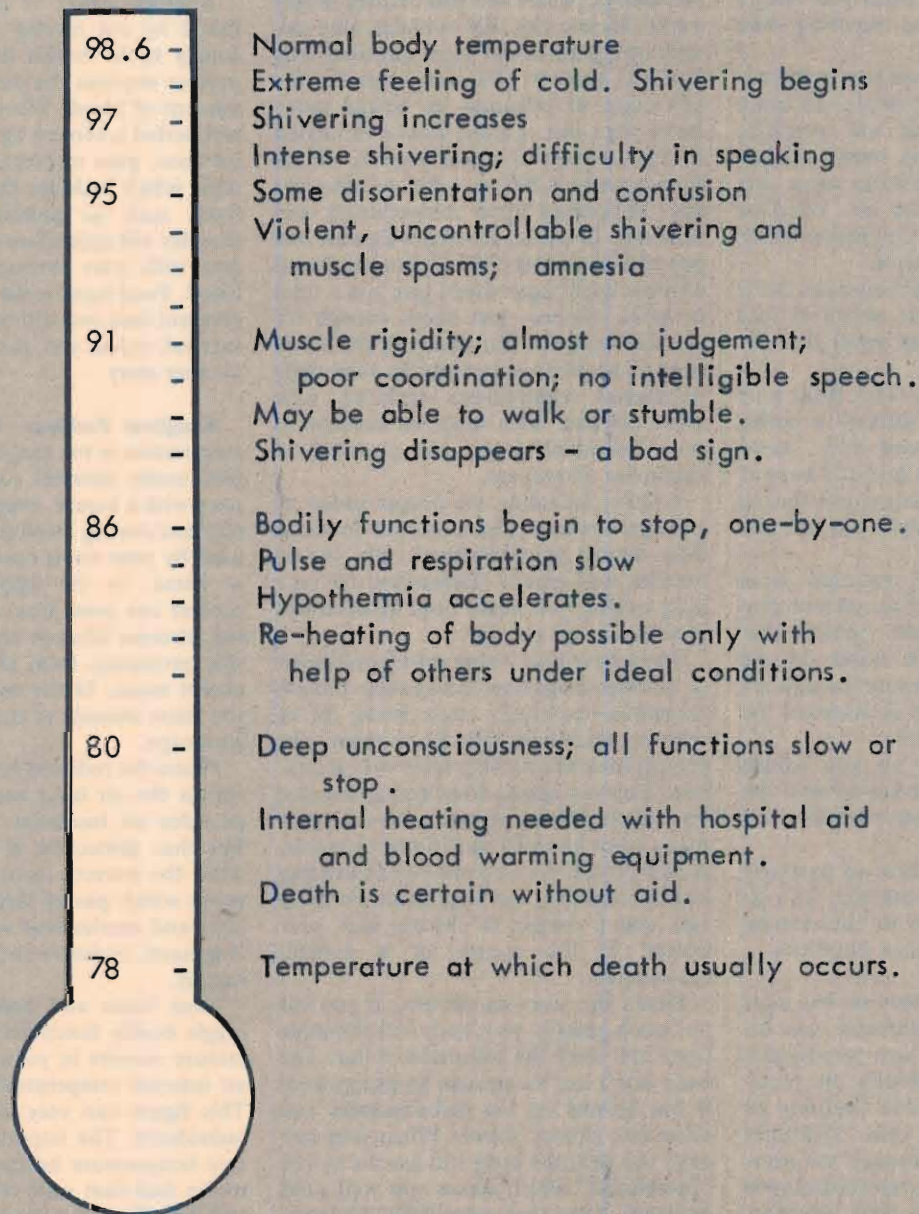 98.6 - Normal body temperature
Extreme feeling of cold. Shivering begins
97 - Shivering increases
Intense shivering; difficulty in speaking
95 - Some disorientation and confusion
Violent, uncontrollable shivering and
muscle spasms; amnesia
91 - Muscle rigidity; almost no judgement;
poor coordination; no intelligible speech.
May be able to walk or stumble.
Shivering disappears - a bad sign.
86 - Bodily functions begin to stop, one-by-one.
Pulse and respiration slow
Hypothermia accelerates.
Re-heating of body possible only with
help of others under ideal conditions.
80 - Deep unconsciousness; all functions slow or
stop.
Internal heating needed with hospital aid
and blood warming equipment.
Death is certain without aid.
78 - Temperature at which death usually occurs.